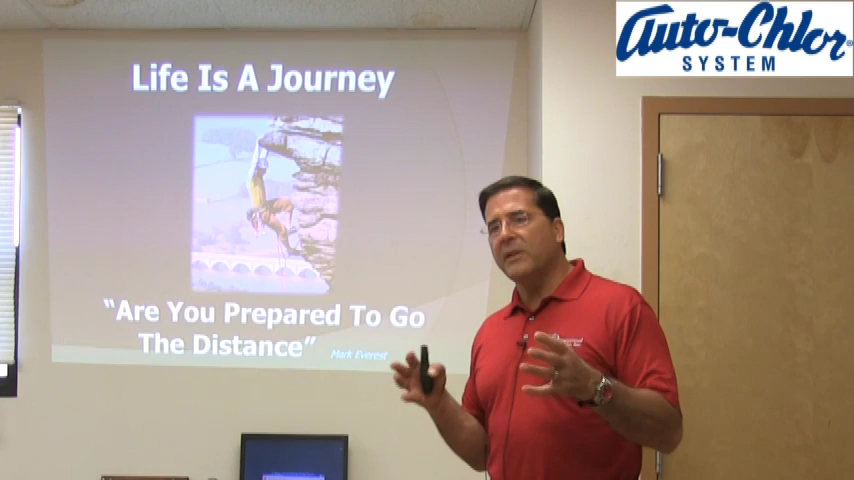 Auto-Chlor
SYSTEM
Life Is A Journey
“Are You Prepared To Go
The Distance”
Mark Everest